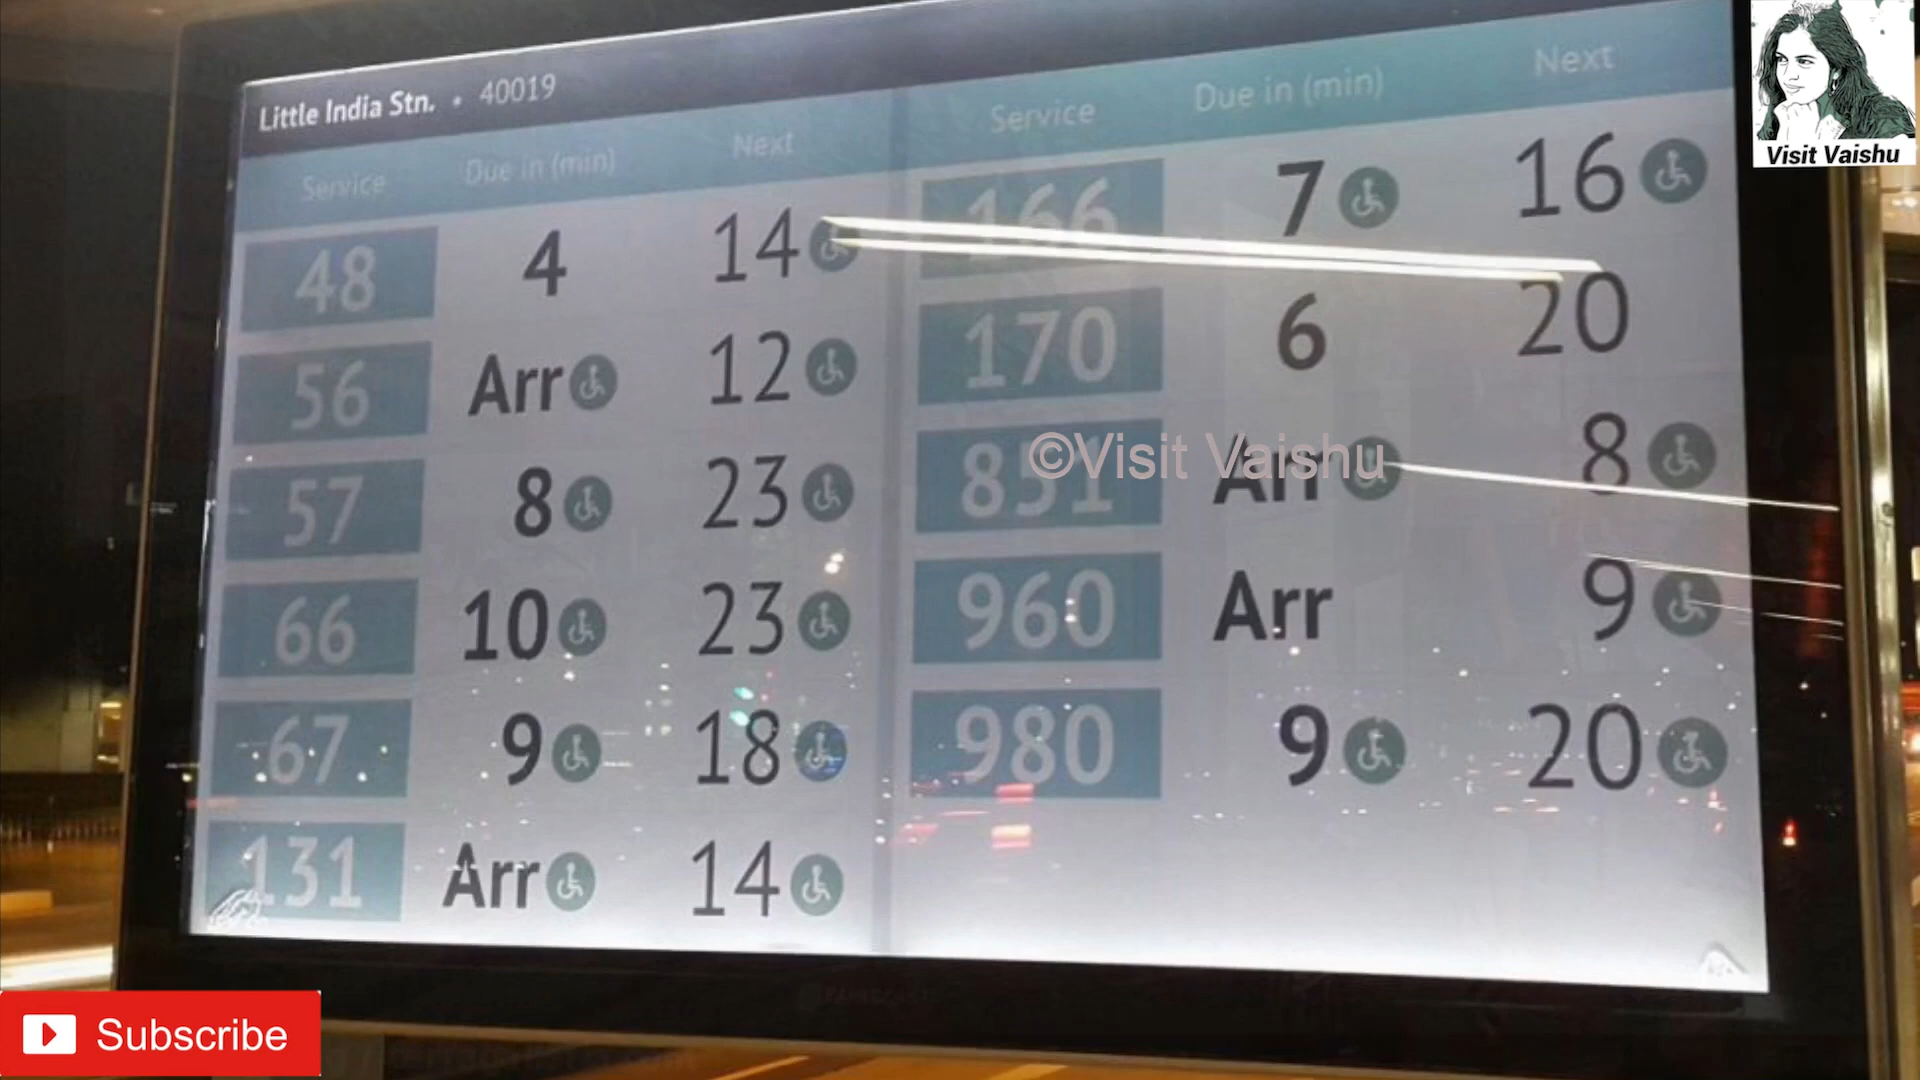 Little India Stn. • 40019
Service Due in (min) Next
48 4 14
56 Arr 12
57 8 23
66 10 23
67 9 18
131 Arr 14
Service Due in (min) Next
166 7 16
170 6 20
851 Arr 8
960 Arr 9
980 9 20
©Visit Vaishu
Visit Vaishu
Subscribe